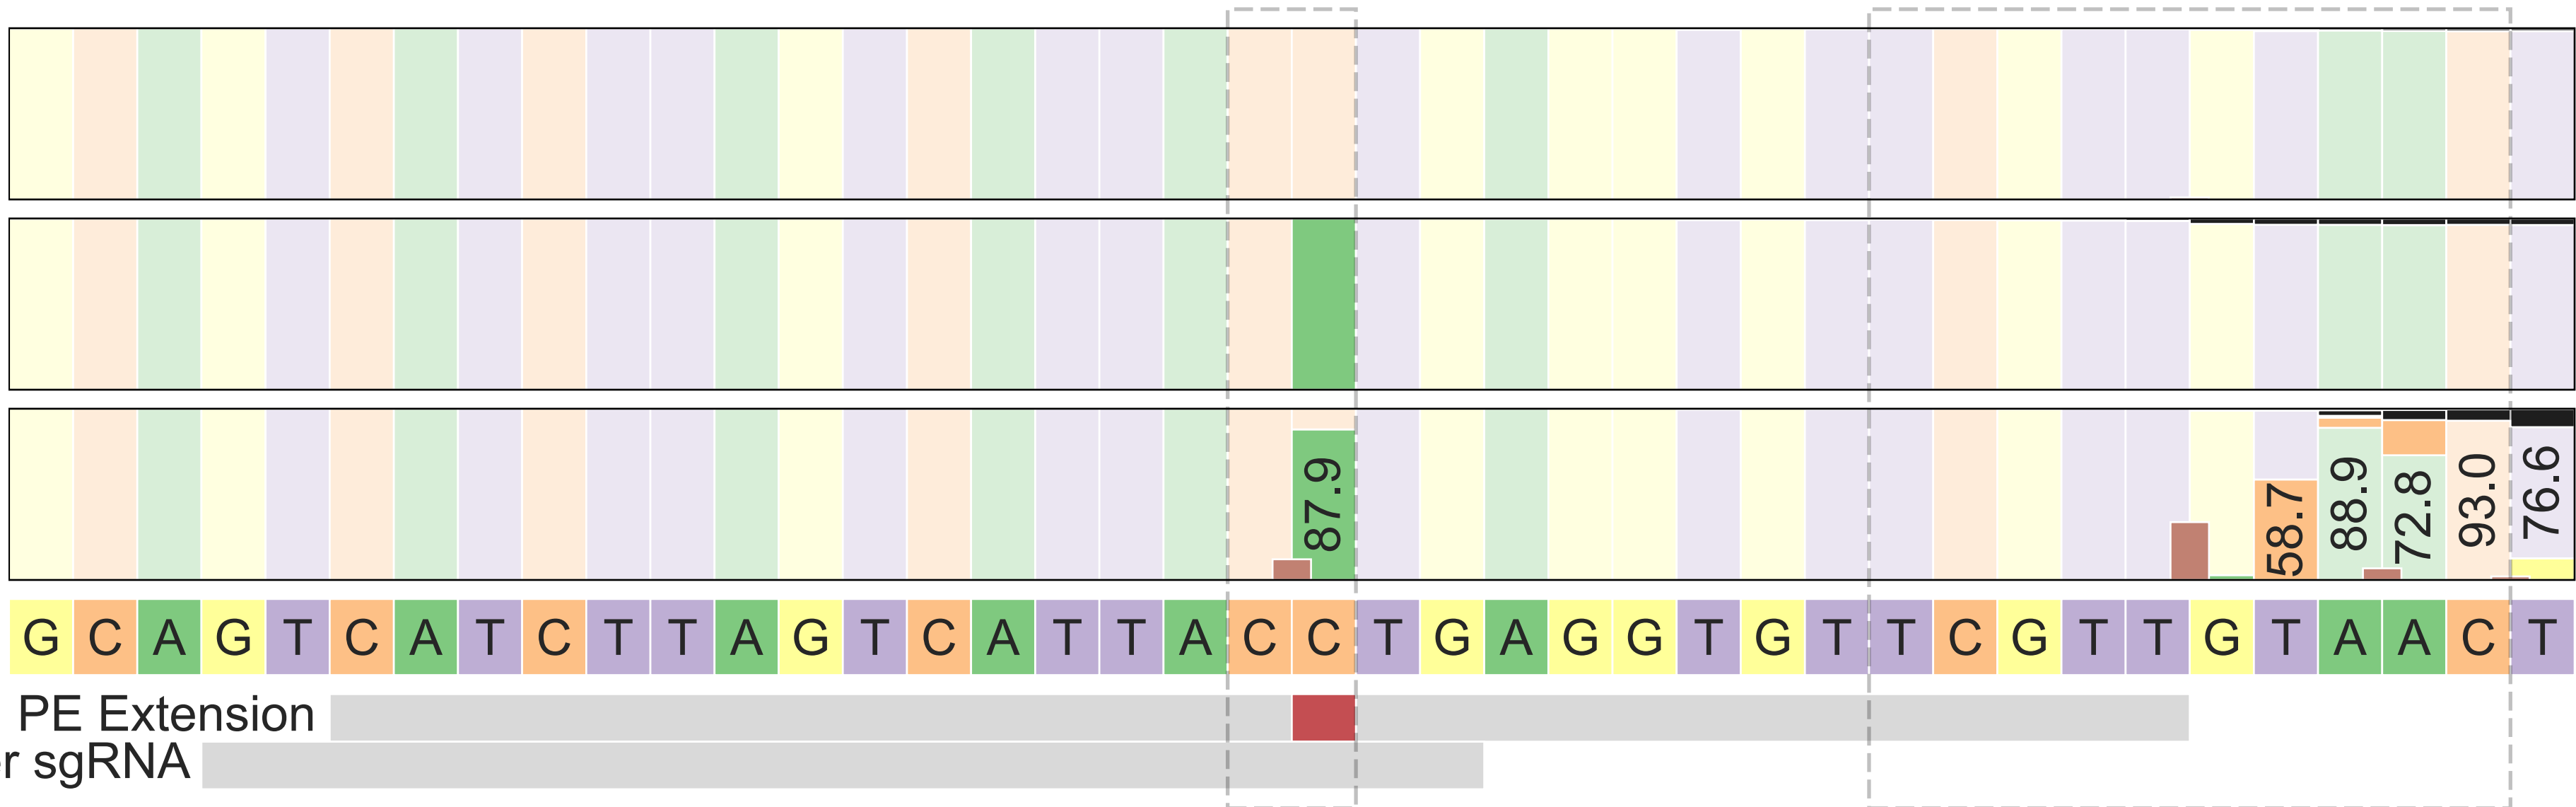 87.9 58.7 88.9 72.8 93.0 76.6
G C A G T C A T C T T A G T C A T T A C C T G A G G T G T T C G T T G T A A C T
PE Extension
sgRNA